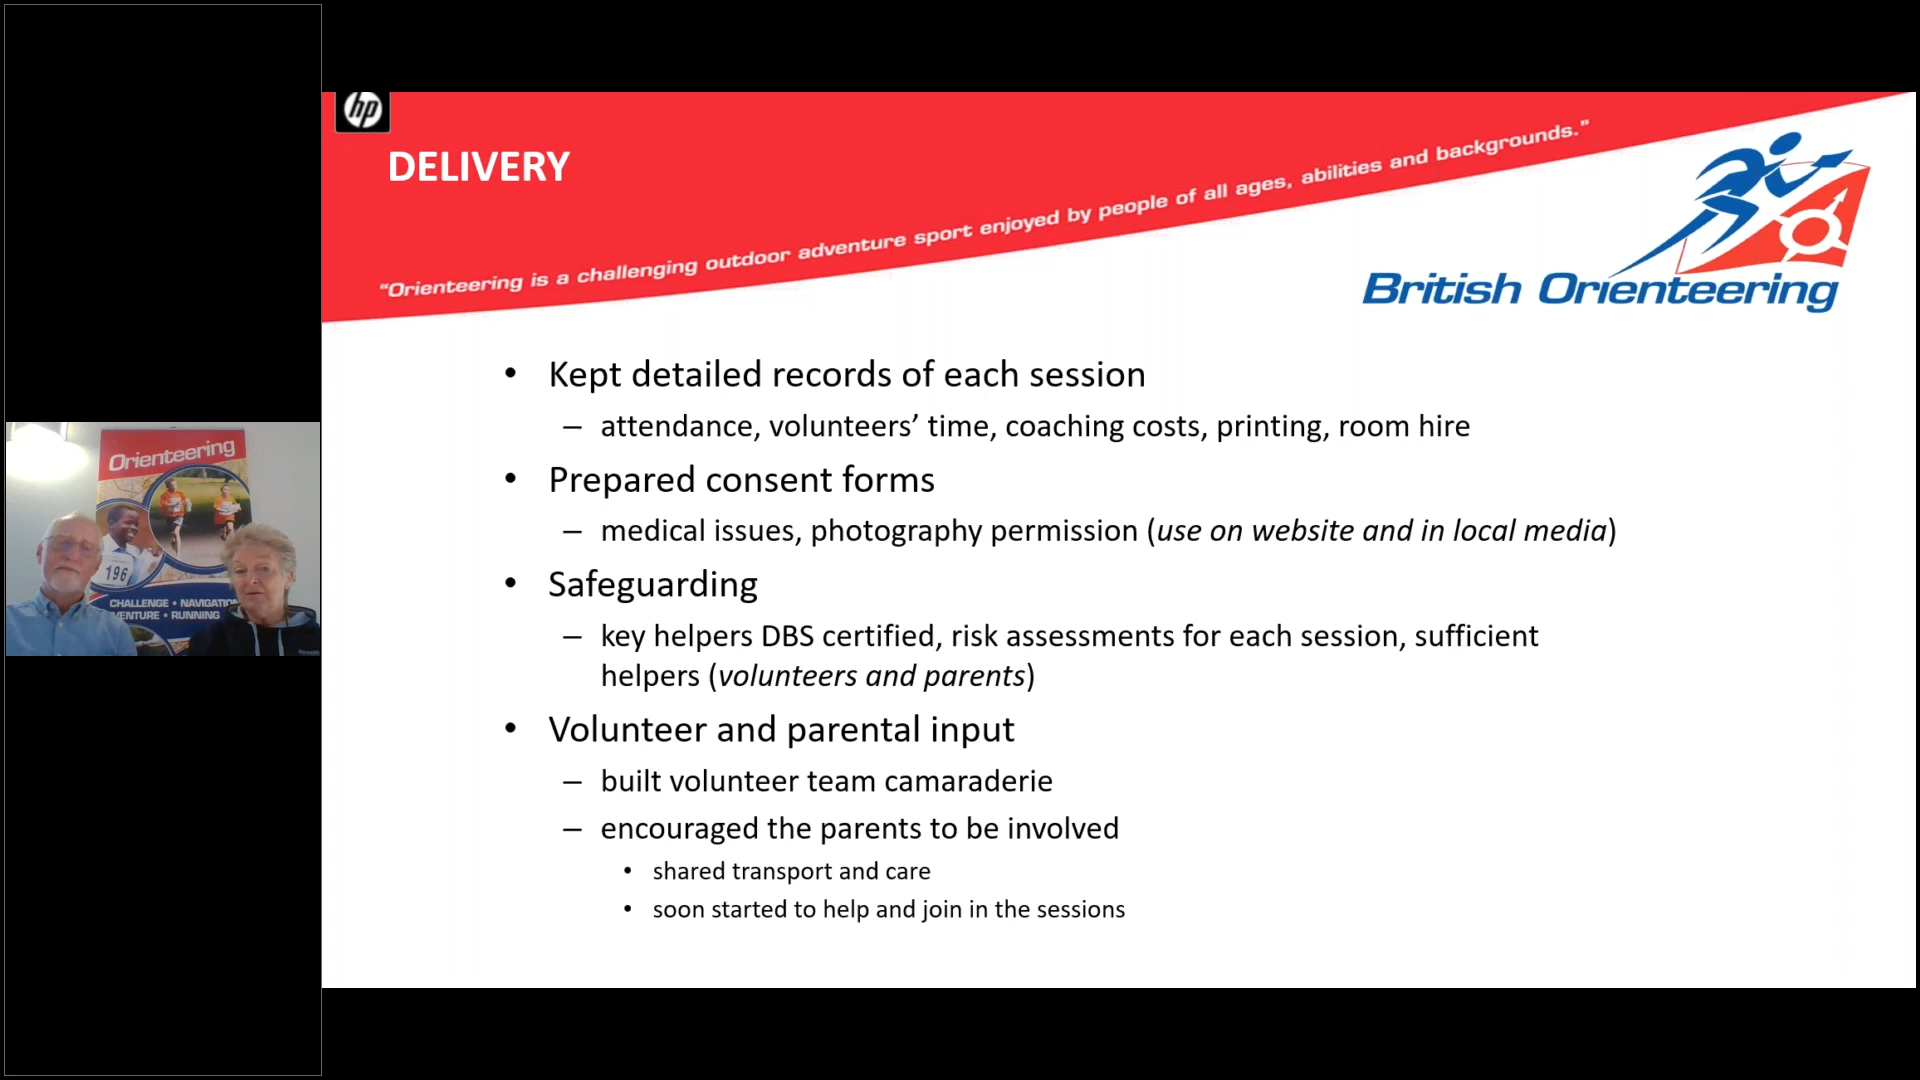 hp
DELIVERY
“Orienteering is a challenging outdoor adventure sport enjoyed by people of all ages, abilities and backgrounds.”
British Orienteering
• Kept detailed records of each session
– attendance, volunteers’ time, coaching costs, printing, room hire
• Prepared consent forms
– medical issues, photography permission (use on website and in local media)
• Safeguarding
– key helpers DBS certified, risk assessments for each session, sufficient
helpers (volunteers and parents)
• Volunteer and parental input
– built volunteer team camaraderie
– encouraged the parents to be involved
• shared transport and care
• soon started to help and join in the sessions
Orienteering
196
CHALLENGE • NAVIGATION
VENTURE • RUNNING